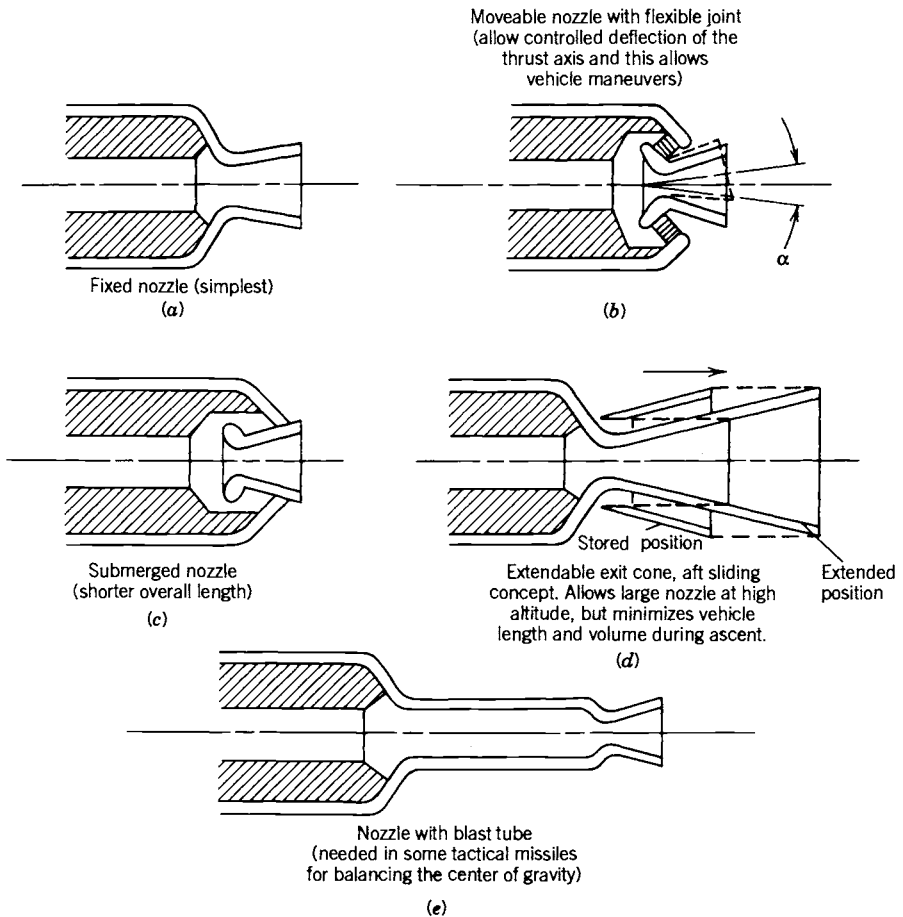 Moveable nozzle with flexible joint
(allow controlled deflection of the
thrust axis and this allows
vehicle maneuvers)
Fixed nozzle (simplest)
(a)
α
(b)
Submerged nozzle
(shorter overall length)
(c)
Stored position
Extendable exit cone, aft sliding
concept. Allows large nozzle at high
altitude, but minimizes vehicle
length and volume during ascent.
(d)
Extended
position
Nozzle with blast tube
(needed in some tactical missiles
for balancing the center of gravity)
(e)